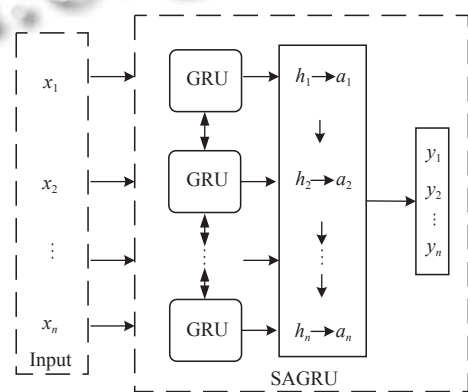 x1 GRU h1 a1
x2 GRU h2 a2
y1
y2
⋮ ⋮ ⋮ ⋮
yn
xn GRU hn an
Input
SAGRU